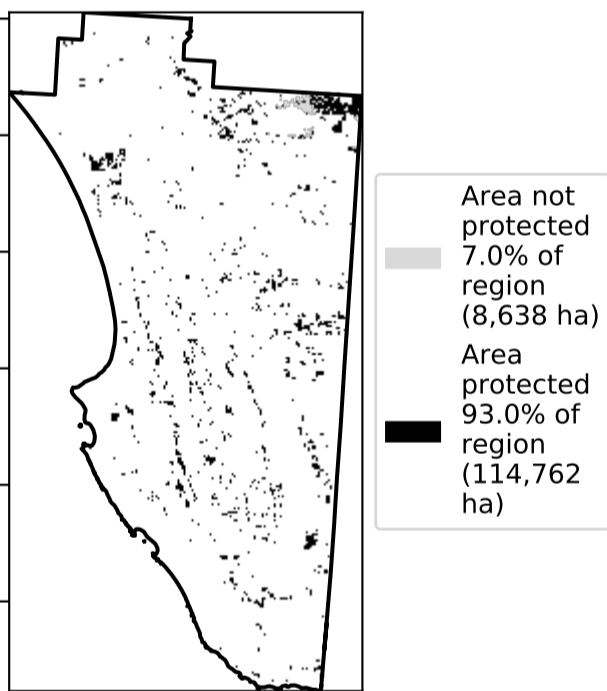 Area not
protected
7.0% of
region
(8,638 ha)
Area
protected
93.0% of
region
(114,762
ha)